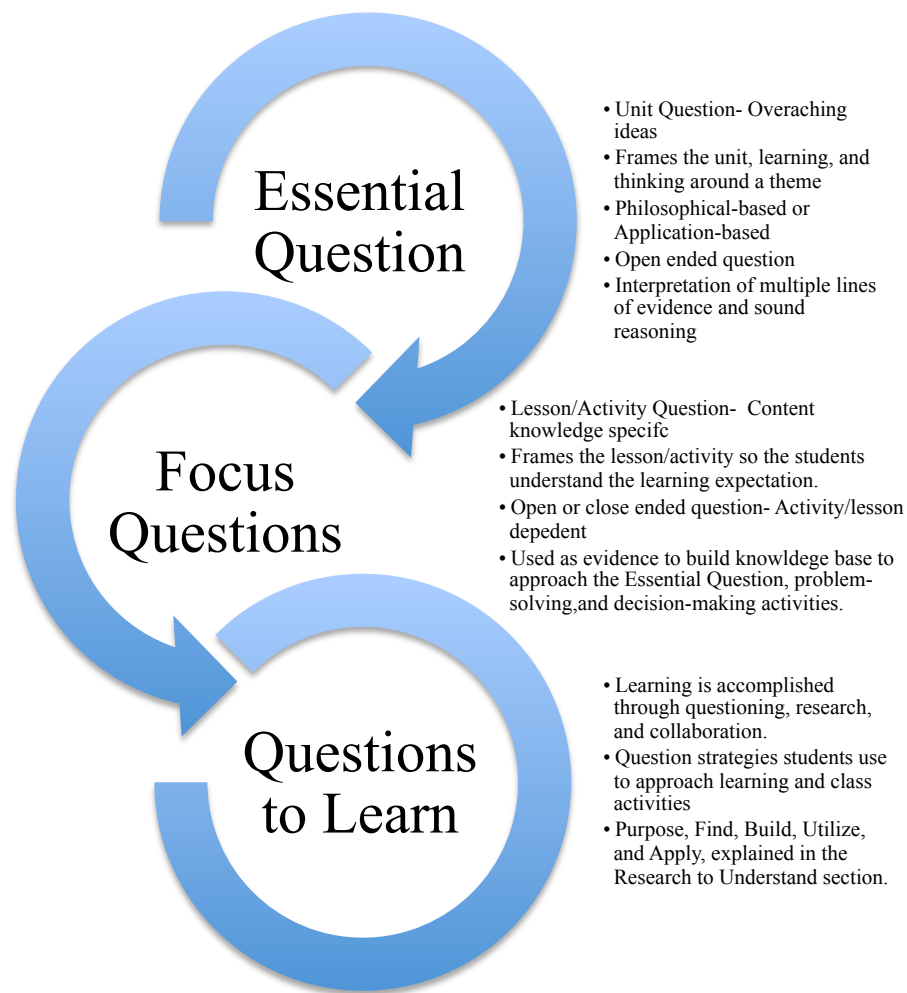 Essential
Question
• Unit Question- Overaching
ideas
• Frames the unit, learning, and
thinking around a theme
• Philosophical-based or
Application-based
• Open ended question
• Interpretation of multiple lines
of evidence and sound
reasoning
Focus
Questions
• Lesson/Activity Question-  Content
knowledge specifc
• Frames the lesson/activity so the students
understand the learning expectation.
• Open or close ended question- Activity/lesson
depedent
• Used as evidence to build knowldege base to
approach the Essential Question, problem-
solving,and decision-making activities.
Questions
to Learn
• Learning is accomplished
through questioning, research,
and collaboration.
• Question strategies students use
to approach learning and class
activities
• Purpose, Find, Build, Utilize,
and Apply, explained in the
Research to Understand section.